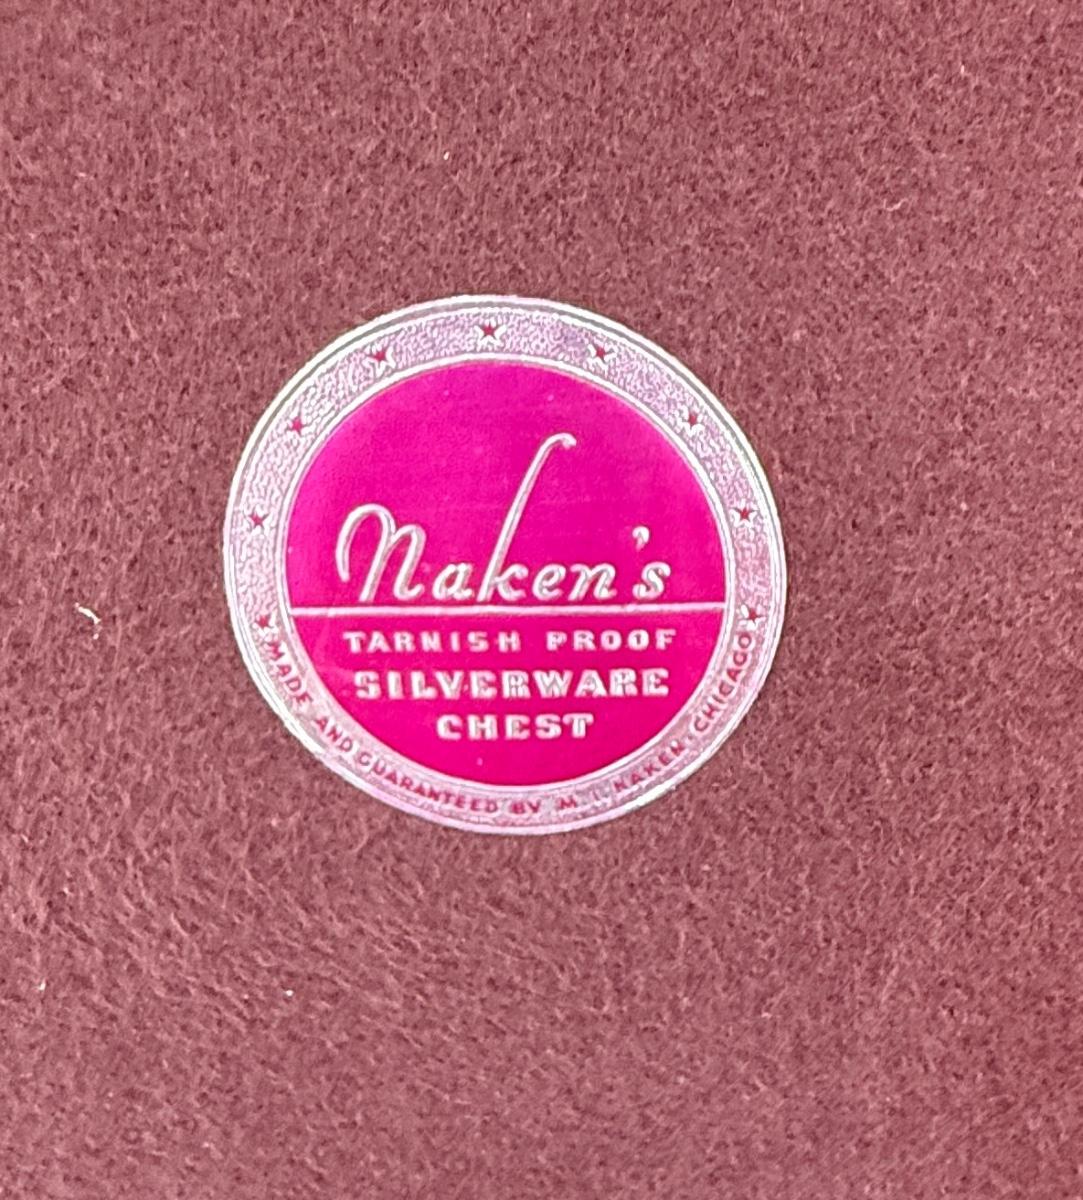 Naken's
TARNISH PROOF
SILVERWARE
CHEST
MADE AND GUARANTEED BY M. I. NAKEN CHICAGO